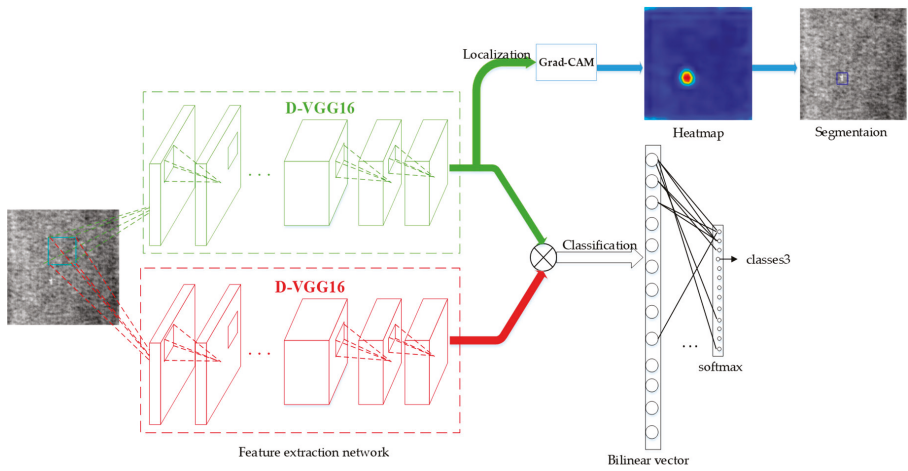 Localization
Grad-CAM
D-VGG16
Heatmap
Segmentaion
. . .
Classification
classes3
D-VGG16
. . .
. . .
softmax
Feature extraction network
Bilinear vector